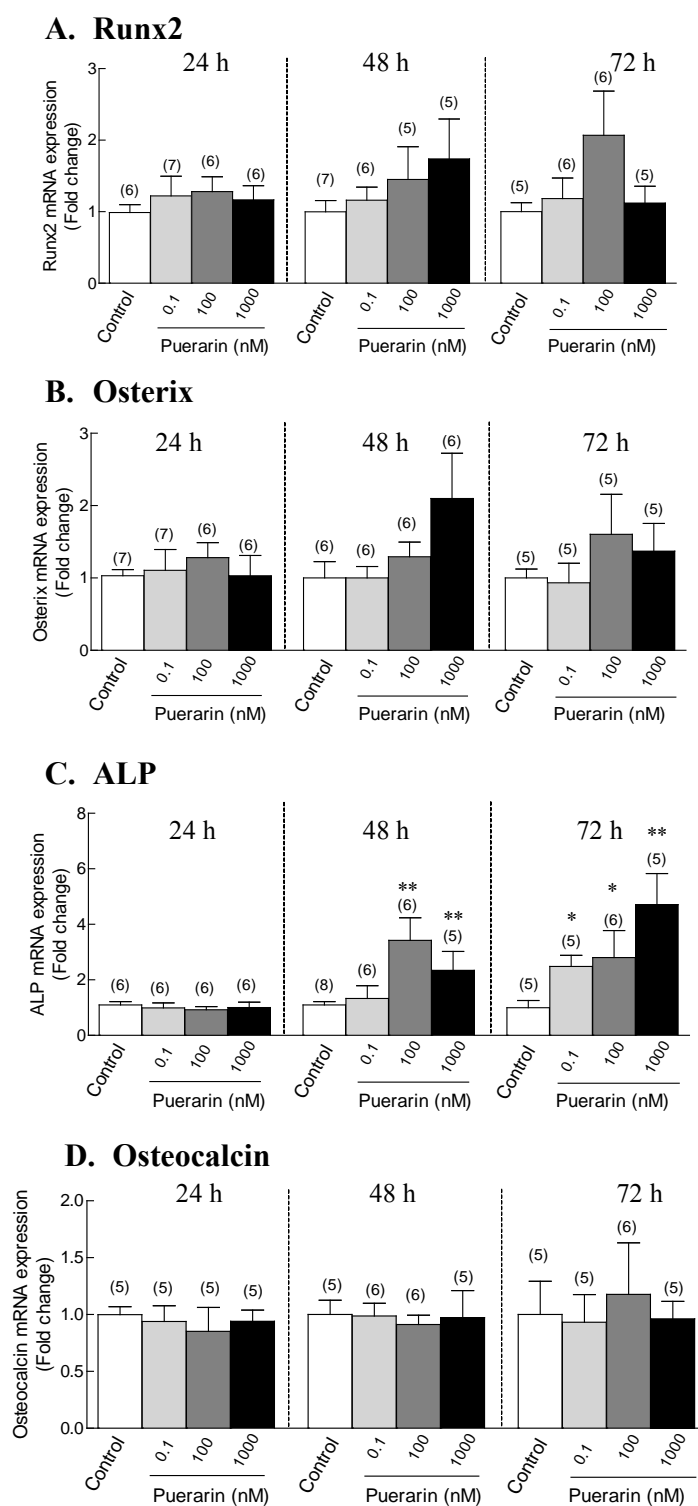 A. Runx2
24 h 48 h 72 h
Runx2 mRNA expression
(Fold change)
3
2
1
0
(6) (7) (6) (6) (7) (6) (5) (5) (5) (6) (6) (5)
Control 0.1 100 1000 Control 0.1 100 1000 Control 0.1 100 1000
Puerarin (nM) Puerarin (nM) Puerarin (nM)
B. Osterix
24 h 48 h 72 h
Osterix mRNA expression
(Fold change)
3
2
1
0
(7) (7) (6) (6) (6) (6) (6) (6) (5) (5) (5) (5)
Control 0.1 100 1000 Control 0.1 100 1000 Control 0.1 100 1000
Puerarin (nM) Puerarin (nM) Puerarin (nM)
C. ALP
24 h 48 h 72 h
ALP mRNA expression
(Fold change)
8
6
4
2
0
** ** * * **
(6) (6) (6) (6) (8) (6) (6) (5) (5) (5) (6) (5)
Control 0.1 100 1000 Control 0.1 100 1000 Control 0.1 100 1000
Puerarin (nM) Puerarin (nM) Puerarin (nM)
D. Osteocalcin
24 h 48 h 72 h
Osteocalcin mRNA expression
(Fold change)
2.0
1.5
1.0
0.5
0.0
(5) (5) (5) (5) (5) (6) (6) (5) (5) (5) (6) (5)
Control 0.1 100 1000 Control 0.1 100 1000 Control 0.1 100 1000
Puerarin (nM) Puerarin (nM) Puerarin (nM)